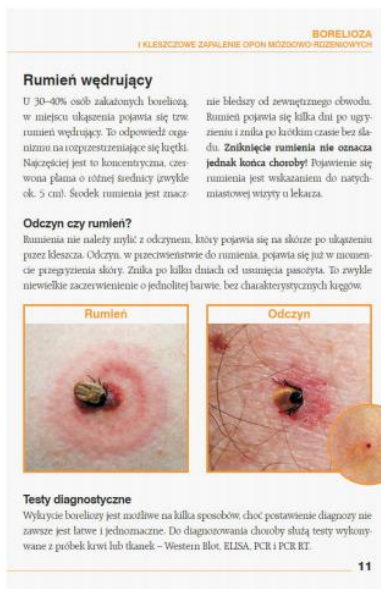 BORELIOZA
I KLESZCZOWE ZAPALENIE OPON MÓZGOWO-RDZENIOWYCH
Rumień wędrujący
U 30–40% osób zakażonych boreliozą,
w miejscu ukąszenia pojawia się tzw.
rumień wędrujący. To odpowiedź orga-
nizmu na rozprzestrzeniające się krętki.
Najczęściej jest to koncentryczna, czer-
wona plama o różnej średnicy (zwykle
ok. 5 cm). Środek rumienia jest znacz-
nie bledszy od zewnętrznego obwodu.
Rumień pojawia się kilka dni po ugry-
zieniu i znika po krótkim czasie bez śla-
du. Zniknięcie rumienia nie oznacza
jednak końca choroby! Pojawienie się
rumienia jest wskazaniem do natych-
miastowej wizyty u lekarza.
Odczyn czy rumień?
Rumienia nie należy mylić z odczynem, który pojawia się na skórze po ukąszeniu
przez kleszcza. Odczyn, w przeciwieństwie do rumienia, pojawia się już w momen-
cie przegryzienia skóry. Znika po kilku dniach od usunięcia pasożyta. To zwykle
niewielkie zaczerwienienie o jednolitej barwie, bez charakterystycznych kręgów.
Rumień
Odczyn
Testy diagnostyczne
Wykrycie boreliozy jest możliwe na kilka sposobów, choć postawienie diagnozy nie
zawsze jest łatwe i jednoznaczne. Do diagnozowania choroby służą testy wykony-
wane z próbek krwi lub tkanek – Western Blot, ELISA, PCR i PCR RT.
11